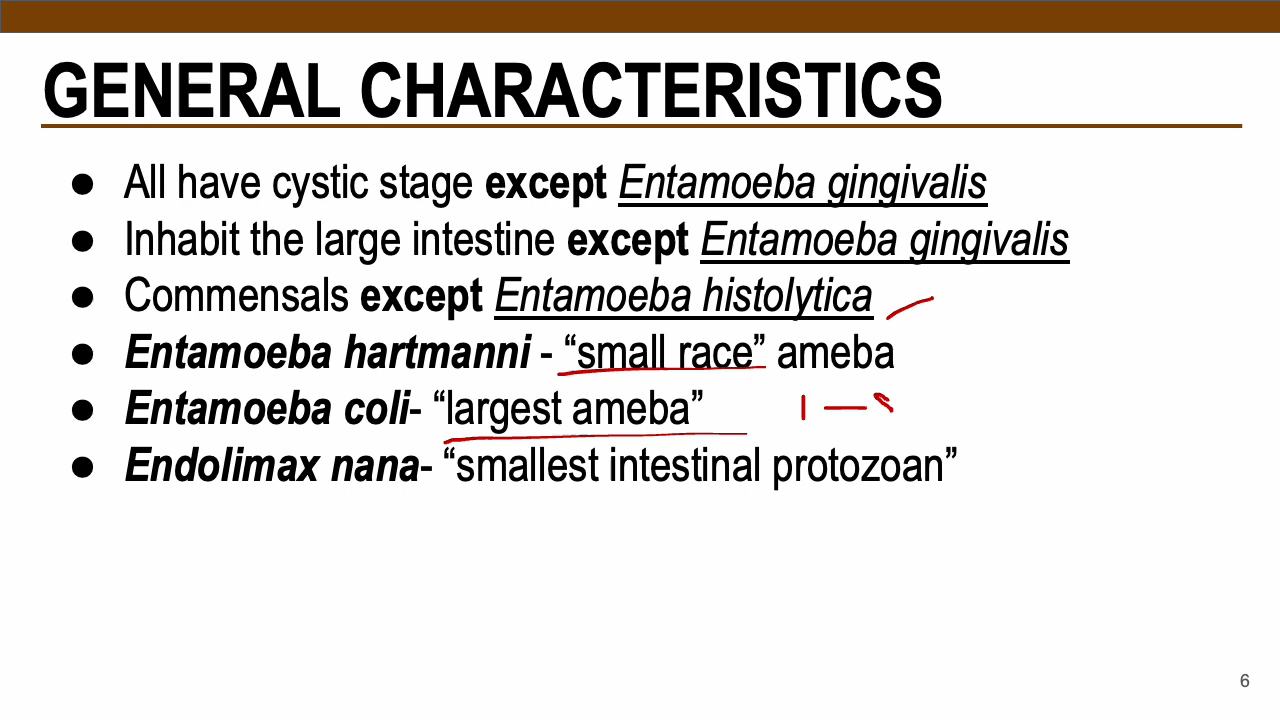 GENERAL CHARACTERISTICS
● All have cystic stage except Entamoeba gingivalis
● Inhabit the large intestine except Entamoeba gingivalis
● Commensals except Entamoeba histolytica
● Entamoeba hartmanni - “small race” ameba
● Entamoeba coli- “largest ameba”
● Endolimax nana- “smallest intestinal protozoan”
6